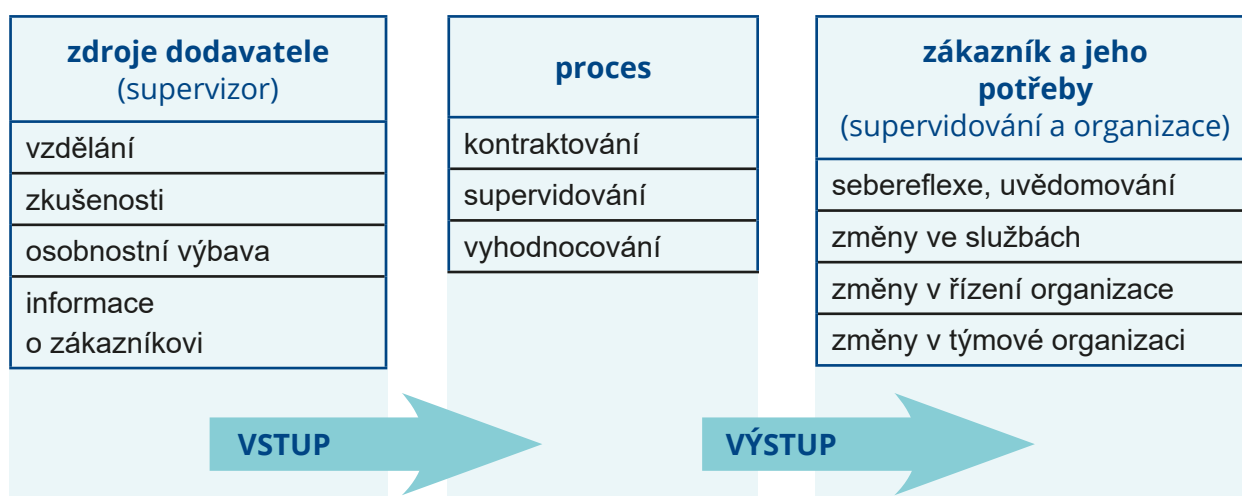 zdroje dodavatele
(supervizor)
vzdělání
zkušenosti
osobnostní výbava
informace
o zákazníkovi
proces
kontraktování
supervidování
vyhodnocování
zákazník a jeho
potřeby
(supervidování a organizace)
sebereflexe, uvědomování
změny ve službách
změny v řízení organizace
změny v týmové organizaci
VSTUP
VÝSTUP